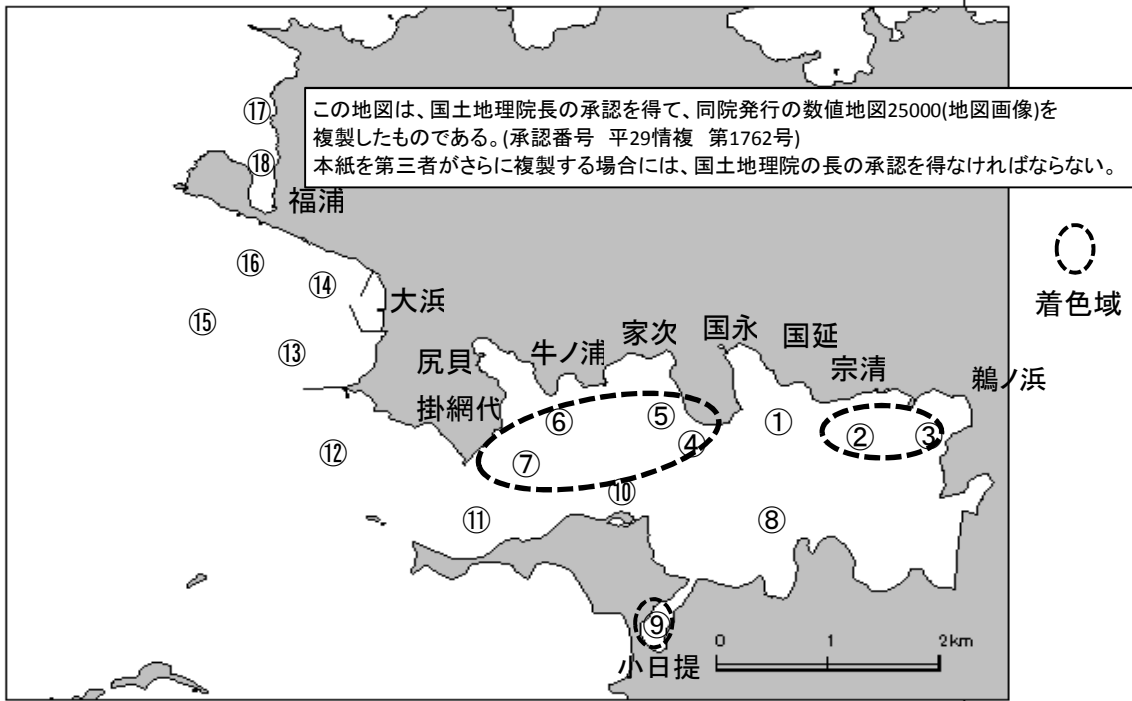 ⑰
この地図は、国土地理院長の承認を得て、同院発行の数値地図25000(地図画像)を
複製したものである。(承認番号 平29情複 第1762号)
本紙を第三者がさらに複製する場合には、国土地理院の長の承認を得なければならない。
⑱
福浦
⑯
⑭
大浜
着色域
⑮
⑬
尻貝
牛ノ浦
家次
国永
国延
宗清
鵜ノ浜
掛網代
⑥
⑤
①
②
③
④
⑫
⑦
⑩
⑪
⑧
⑨
小日提
0 1 2km